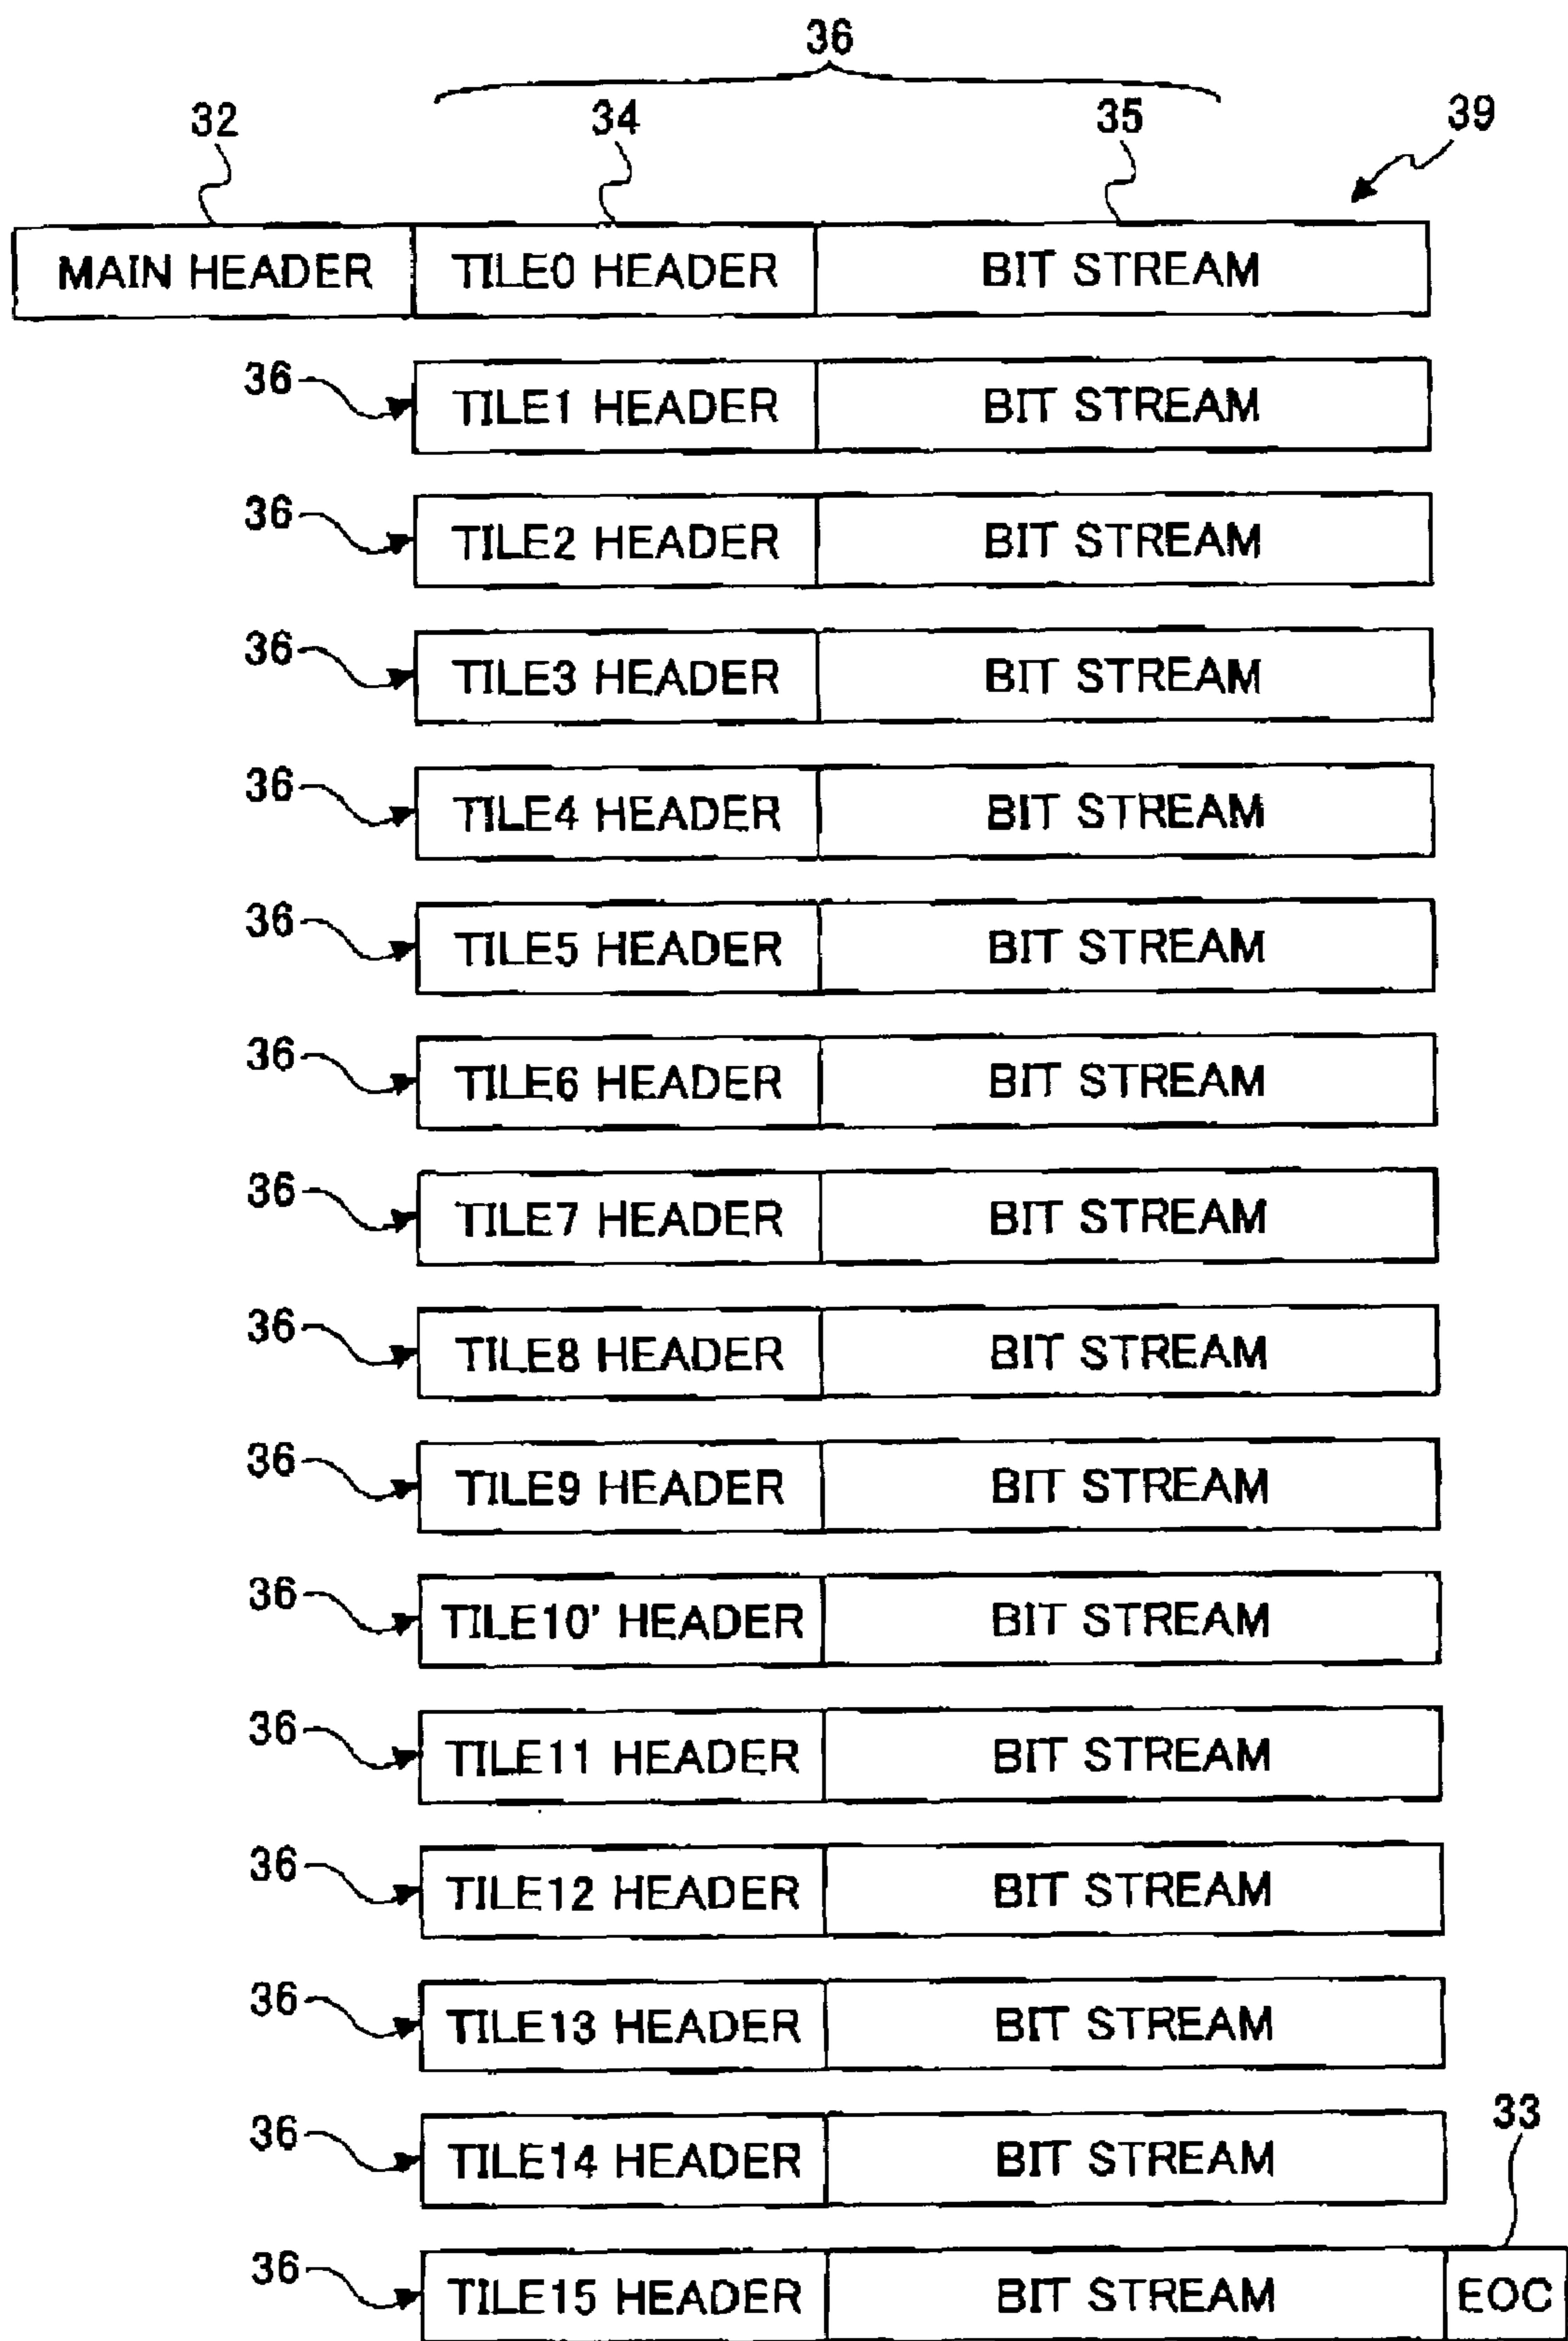 36
32 34 35 39
MAIN HEADER TILE0 HEADER BIT STREAM
36 TILE1 HEADER BIT STREAM
36 TILE2 HEADER BIT STREAM
36 TILE3 HEADER BIT STREAM
36 TILE4 HEADER BIT STREAM
36 TILE5 HEADER BIT STREAM
36 TILE6 HEADER BIT STREAM
36 TILE7 HEADER BIT STREAM
36 TILE8 HEADER BIT STREAM
36 TILE9 HEADER BIT STREAM
36 TILE10' HEADER BIT STREAM
36 TILE11 HEADER BIT STREAM
36 TILE12 HEADER BIT STREAM
36 TILE13 HEADER BIT STREAM
36 TILE14 HEADER BIT STREAM
33
36 TILE15 HEADER BIT STREAM EOC